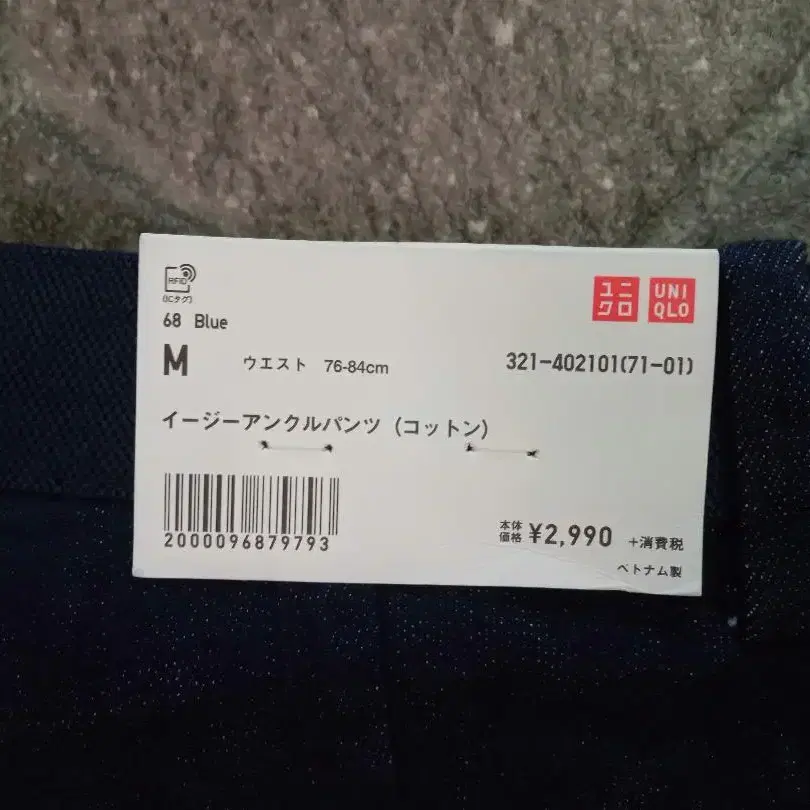 RFID
(ICタグ)
68 Blue
ユニ
クロ
UNI
QLO
M ウエスト 76-84cm
321-402101(71-01)
イージーアンクルパンツ (コットン)
2000096879793
本体
価格 ¥2,990 +消費税
ベトナム製